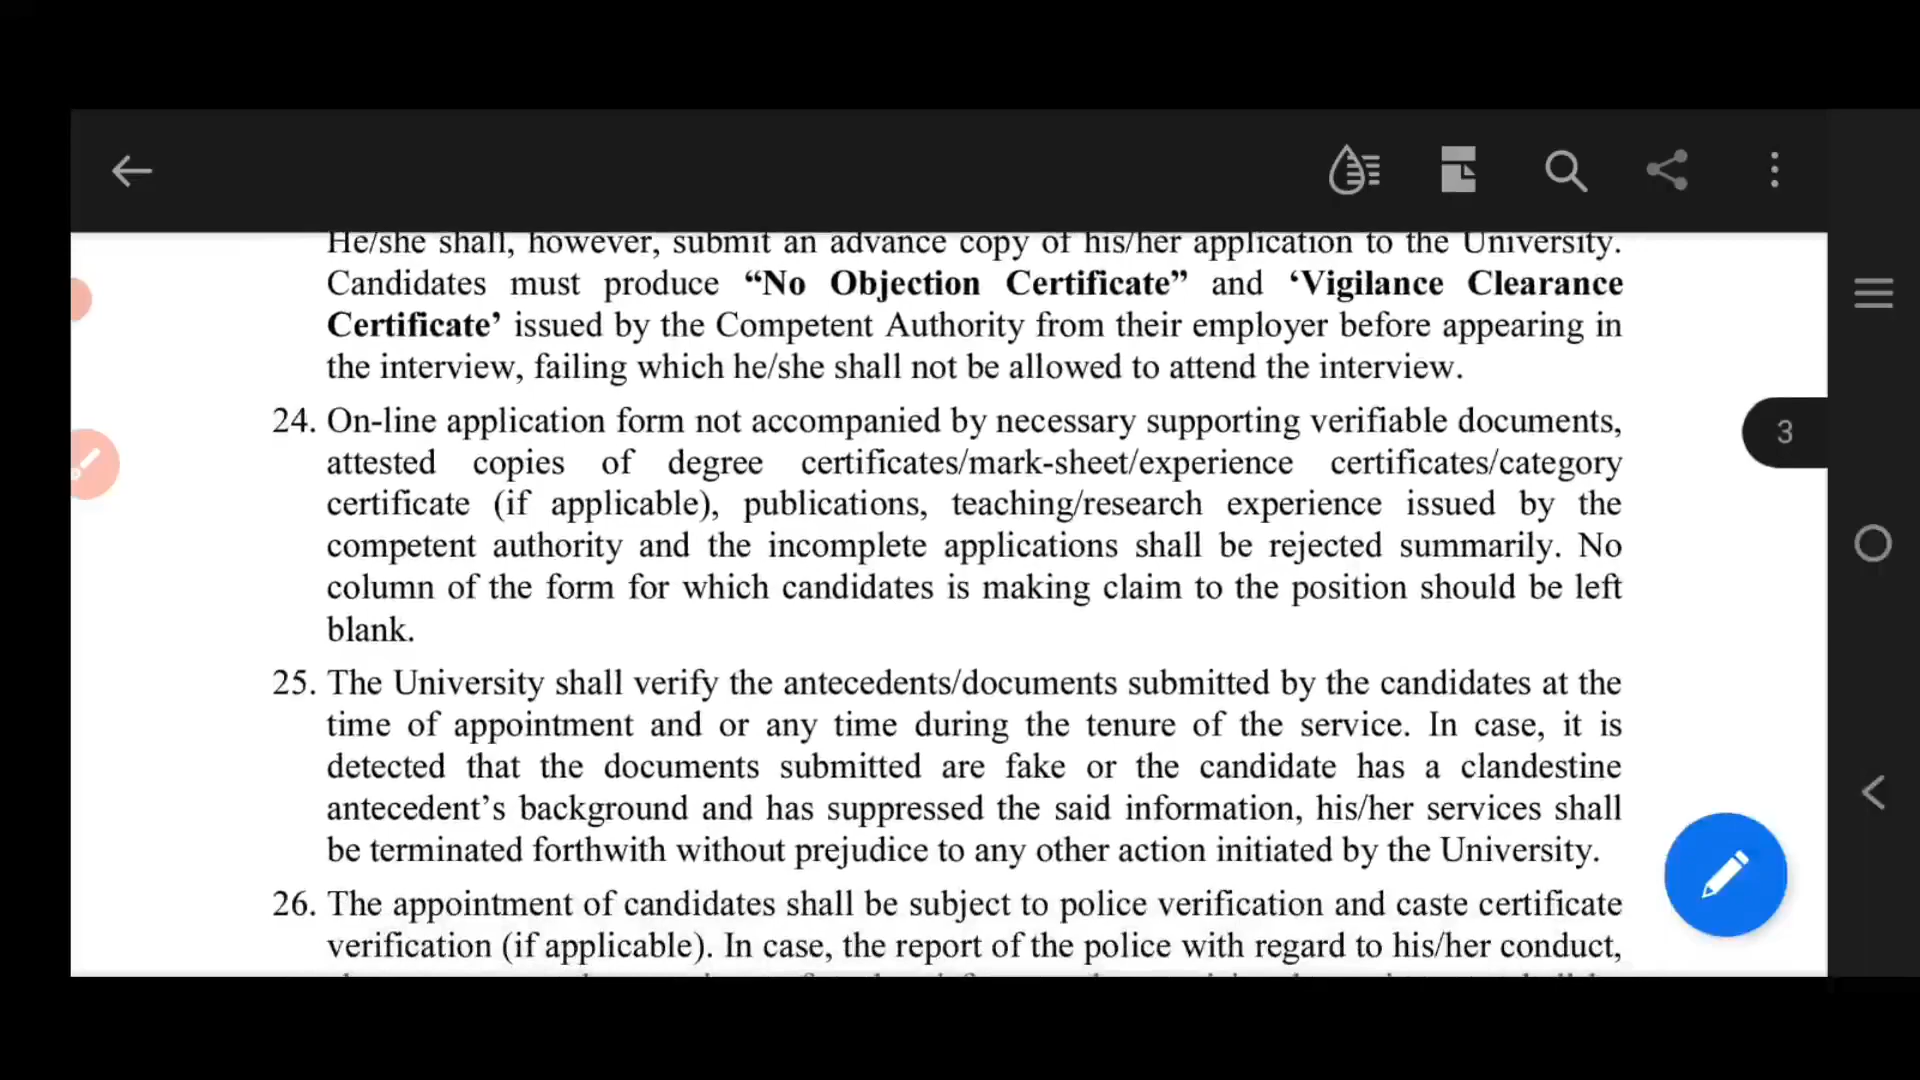 He/she shall, however, submit an advance copy of his/her application to the University.
Candidates must produce “No Objection Certificate” and ‘Vigilance Clearance
Certificate’ issued by the Competent Authority from their employer before appearing in
the interview, failing which he/she shall not be allowed to attend the interview.
24. On-line application form not accompanied by necessary supporting verifiable documents,
3
attested copies of degree certificates/mark-sheet/experience certificates/category
certificate (if applicable), publications, teaching/research experience issued by the
competent authority and the incomplete applications shall be rejected summarily. No
column of the form for which candidates is making claim to the position should be left
blank.
25. The University shall verify the antecedents/documents submitted by the candidates at the
time of appointment and or any time during the tenure of the service. In case, it is
detected that the documents submitted are fake or the candidate has a clandestine
antecedent’s background and has suppressed the said information, his/her services shall
be terminated forthwith without prejudice to any other action initiated by the University.
26. The appointment of candidates shall be subject to police verification and caste certificate
verification (if applicable). In case, the report of the police with regard to his/her conduct,